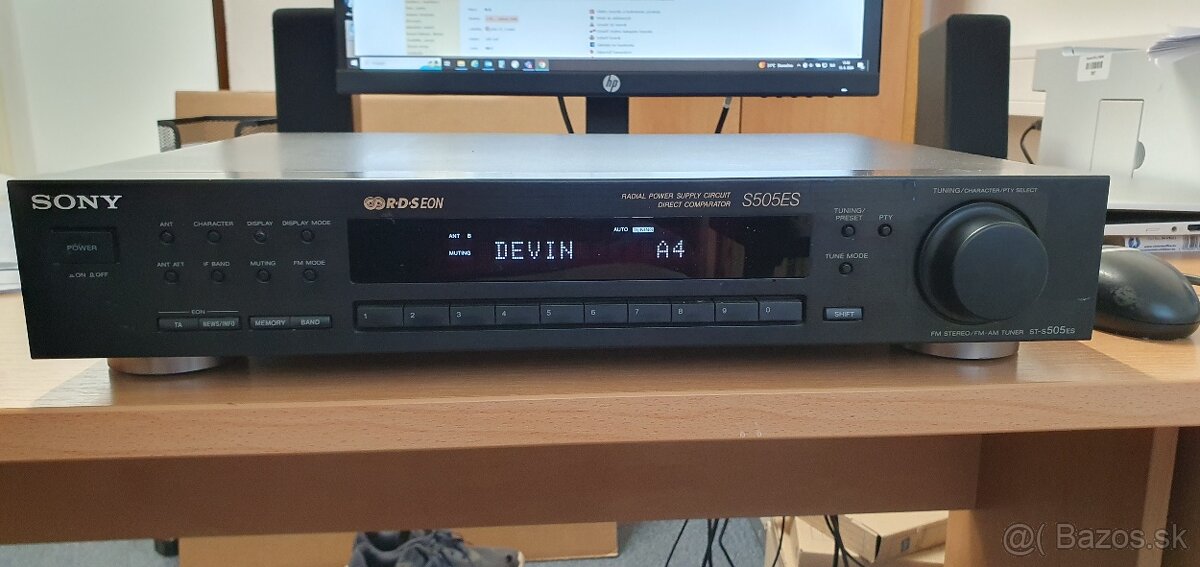 hp
SONY
RDS EON
RADIAL POWER SUPPLY CIRCUIT
DIRECT COMPARATOR
S505ES
TUNING/CHARACTER/PTY SELECT
POWER
ON OFF
ANT
CHARACTER
DISPLAY
DISPLAY MODE
ANT ATT
IF BAND
MUTING
FM MODE
EON
TA
NEWS/INFO
MEMORY
BAND
ANT B
MUTING
AUTO TUNING
DEVIN A4
1 2 3 4 5 6 7 8 9 0
TUNING/
PRESET
PTY
TUNE MODE
SHIFT
FM STEREO/FM-AM TUNER ST-S505ES
@( Bazos.sk